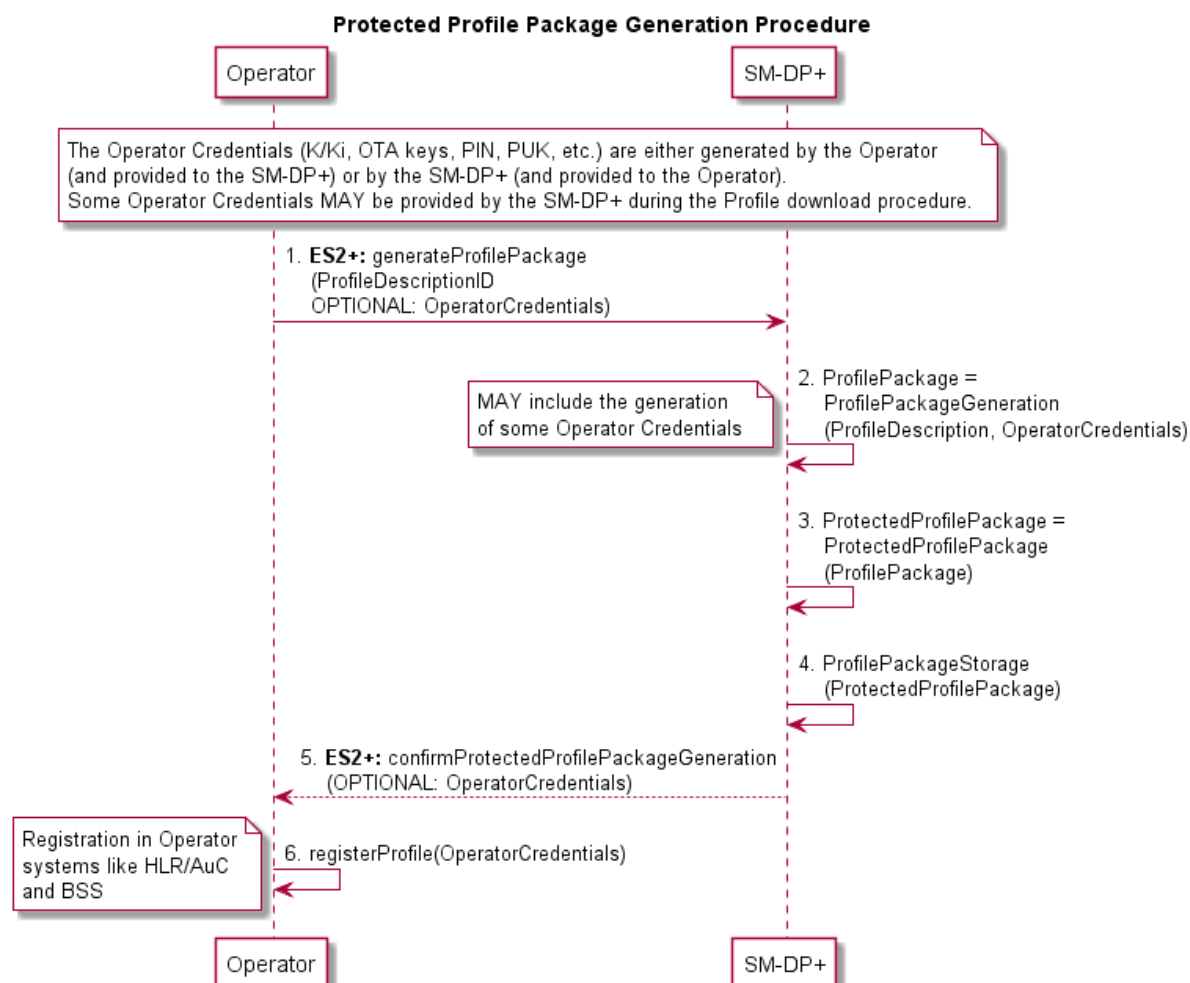 Protected Profile Package Generation Procedure
Operator
SM-DP+
The Operator Credentials (K/Ki, OTA keys, PIN, PUK, etc.) are either generated by the Operator
(and provided to the SM-DP+) or by the SM-DP+ (and provided to the Operator).
Some Operator Credentials MAY be provided by the SM-DP+ during the Profile download procedure.
1. ES2+: generateProfilePackage
(ProfileDescriptionID
OPTIONAL: OperatorCredentials)
MAY include the generation
of some Operator Credentials
2. ProfilePackage =
ProfilePackageGeneration
(ProfileDescription, OperatorCredentials)
3. ProtectedProfilePackage =
ProtectedProfilePackage
(ProfilePackage)
4. ProfilePackageStorage
(ProtectedProfilePackage)
5. ES2+: confirmProtectedProfilePackageGeneration
(OPTIONAL: OperatorCredentials)
Registration in Operator
systems like HLR/AuC
and BSS
6. registerProfile(OperatorCredentials)
Operator
SM-DP+